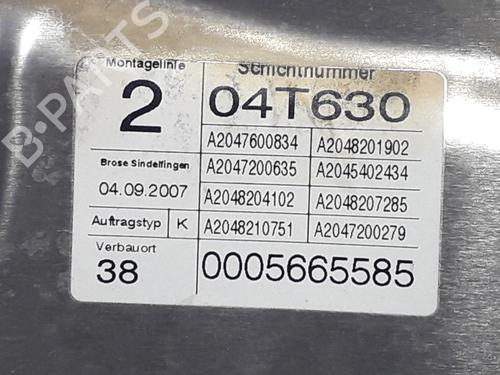 Montagelinie
2
Schichtnummer
04T630
A2047600834 A2048201902
Brose Sindelfingen
A2047200635 A2045402434
04.09.2007
A2048204102 A2048207285
Auftragstyp K
A2048210751 A2047200279
Verbauort
38
0005665585
B-PARTS